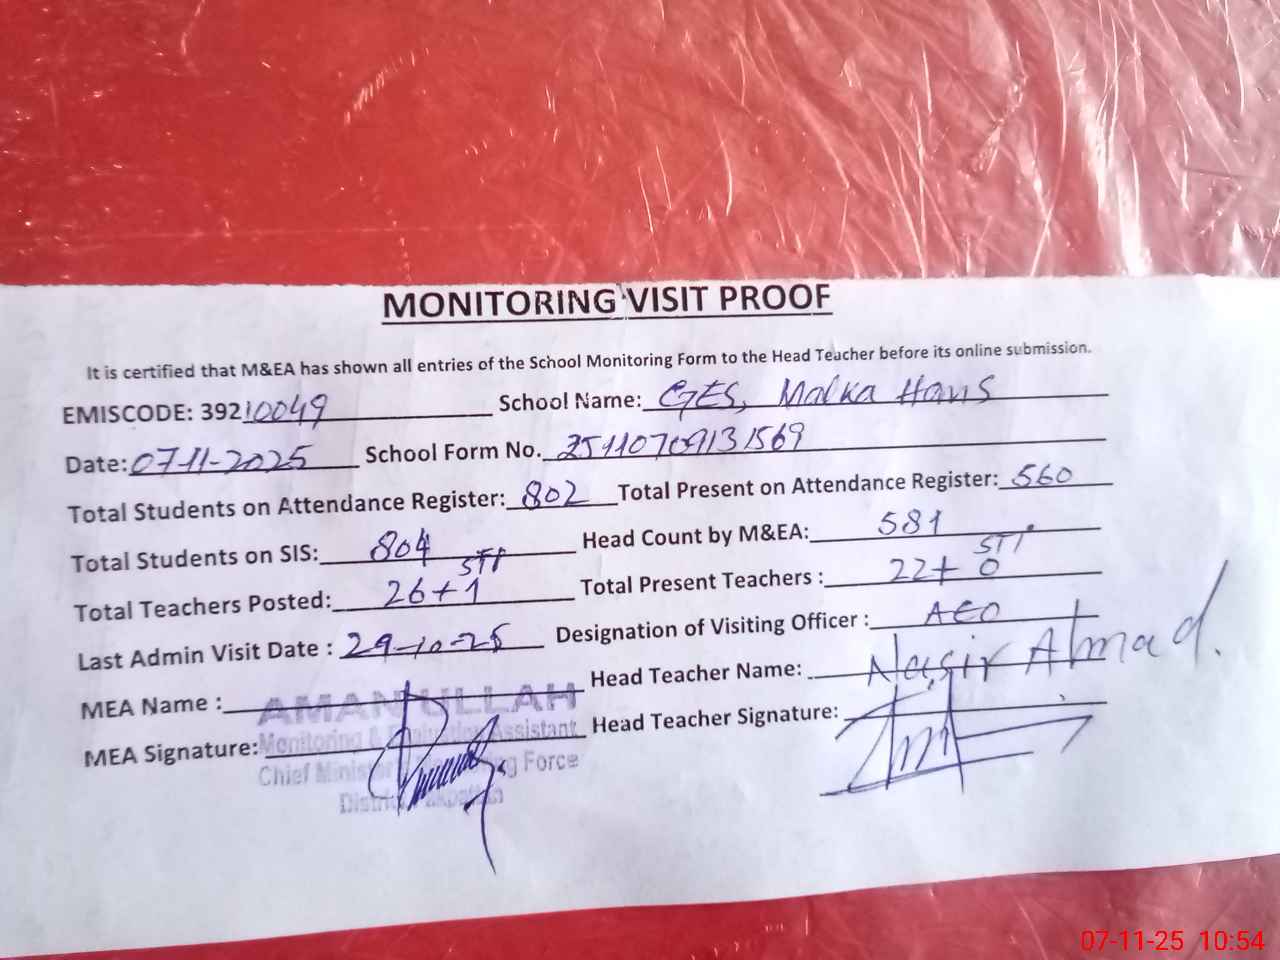 MONITORING VISIT PROOF
It is certified that M&EA has shown all entries of the School Monitoring Form to the Head Teacher before its online submission.
EMISCODE: 39210049 School Name: GES, Malka Hans
Date: 07-11-2025 School Form No. 25110709131569
Total Students on Attendance Register: 802 Total Present on Attendance Register: 560
Total Students on SIS: 804 Head Count by M&EA: 581
Total Teachers Posted: 26+1 STI Total Present Teachers : 22+0 STI
Last Admin Visit Date : 29-10-25 Designation of Visiting Officer : AEO
MEA Name : AMAN ULLAH Head Teacher Name: Nasir Ahmad.
MEA Signature: Monitoring & Evaluation Assistant Head Teacher Signature:
Chief Minister Monitoring Force
District Pakpattan
07-11-25 10:54